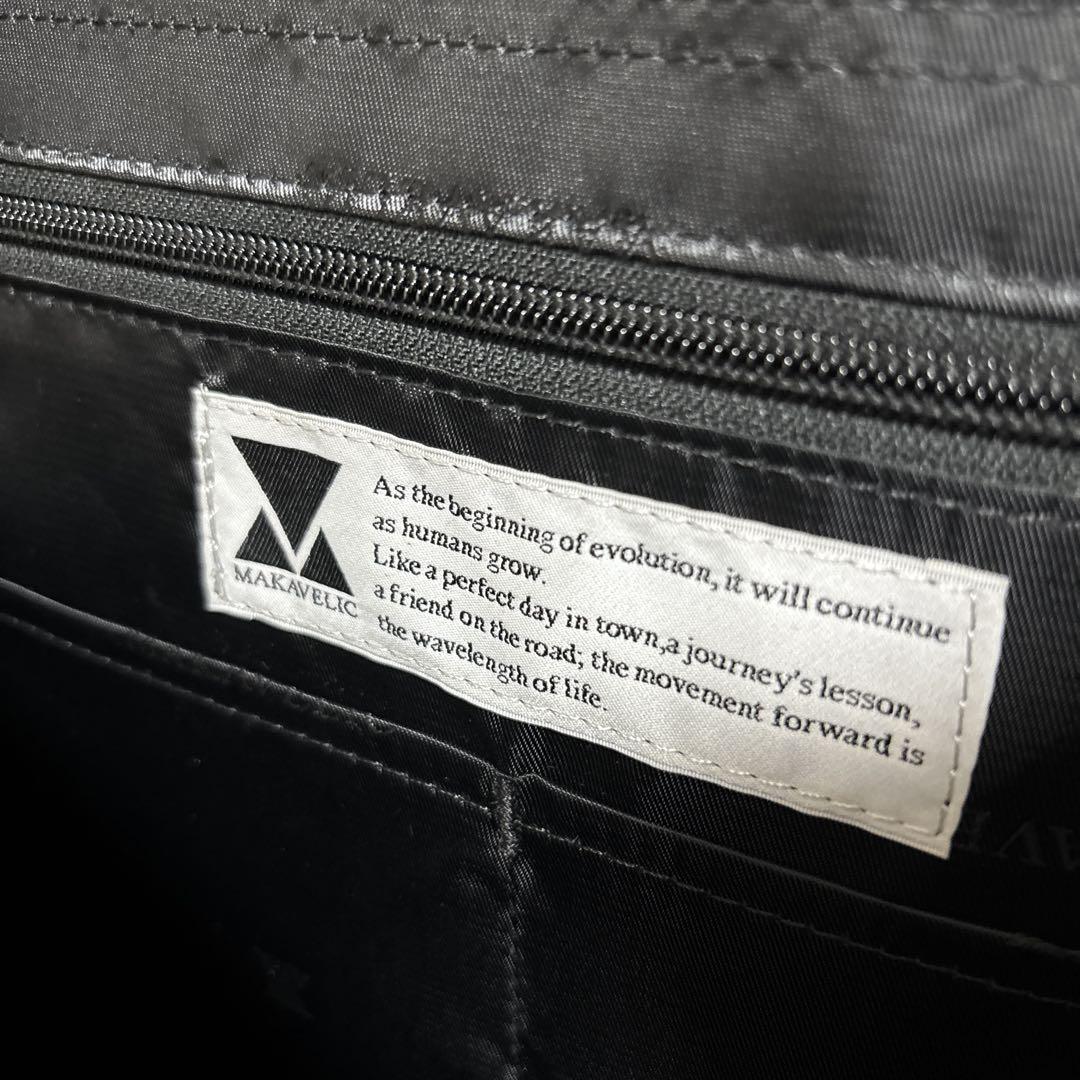 MAKAVELIC
As the beginning of evolution, it will continue
as humans grow.
Like a perfect day in town,a journey's lesson,
a friend on the road; the movement forward is
the wavelength of life.